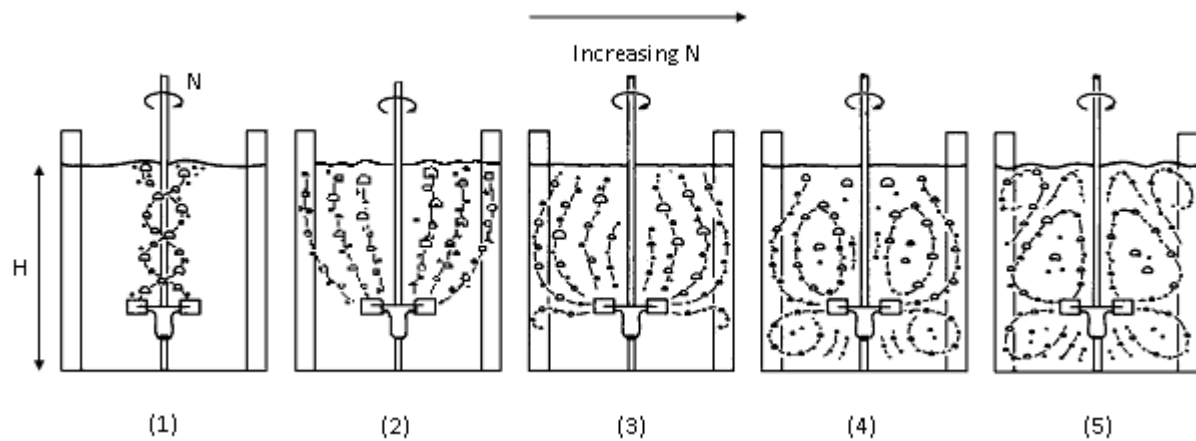 Increasing N
N
H
(1)
(2)
(3)
(4)
(5)